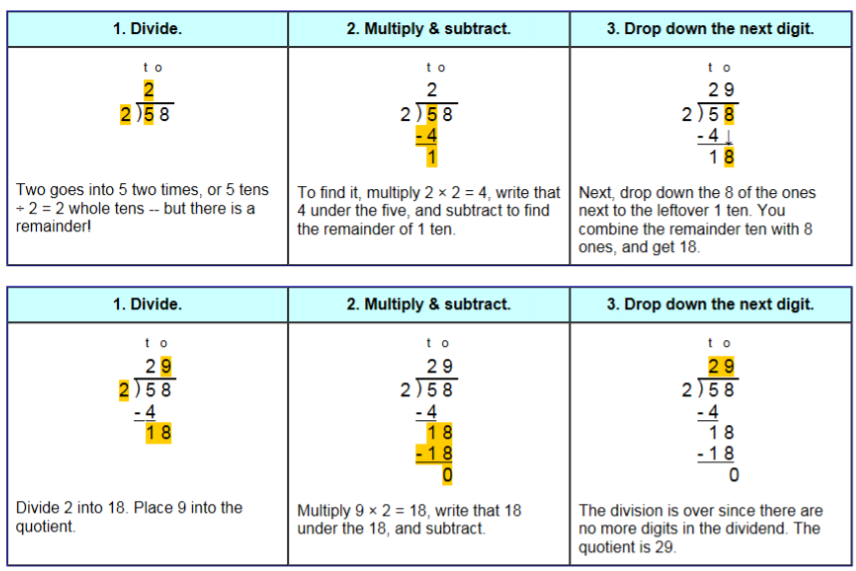 1. Divide.
2. Multiply & subtract.
3. Drop down the next digit.
t o
2
2 ) 5 8
Two goes into 5 two times, or 5 tens
÷ 2 = 2 whole tens -- but there is a
remainder!
t o
2
2 ) 5 8
- 4
1
To find it, multiply 2 × 2 = 4, write that
4 under the five, and subtract to find
the remainder of 1 ten.
t o
2 9
2 ) 5 8
- 4 ↓
1 8
Next, drop down the 8 of the ones
next to the leftover 1 ten. You
combine the remainder ten with 8
ones, and get 18.
1. Divide.
2. Multiply & subtract.
3. Drop down the next digit.
t o
2 9
2 ) 5 8
- 4
1 8
Divide 2 into 18. Place 9 into the
quotient.
t o
2 9
2 ) 5 8
- 4
1 8
- 1 8
0
Multiply 9 × 2 = 18, write that 18
under the 18, and subtract.
t o
2 9
2 ) 5 8
- 4
1 8
- 1 8
0
The division is over since there are
no more digits in the dividend. The
quotient is 29.